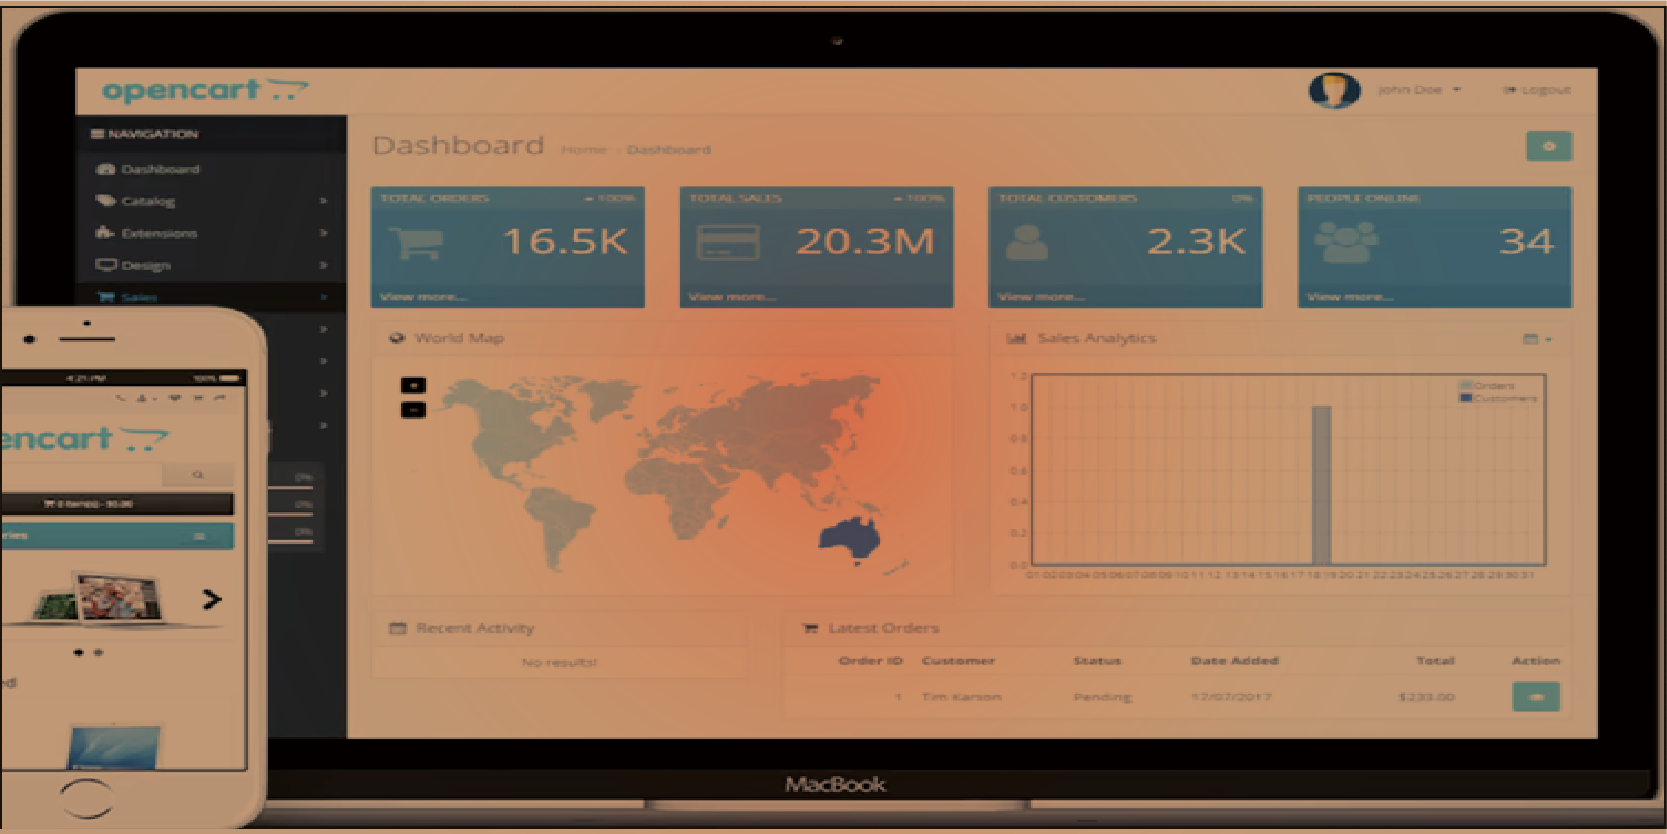 opencart
John Doe
Logout
NAVIGATION
Dashboard
Catalog
Extensions
Design
Sales
Dashboard
Home
Dashboard
TOTAL ORDERS
100%
16.5K
View more...
TOTAL SALES
100%
20.3M
View more...
TOTAL CUSTOMERS
0%
2.3K
View more...
PEOPLE ONLINE
34
View more...
World Map
+
-
Sales Analytics
Orders
Customers
1.2
1.0
0.8
0.6
0.4
0.2
0.0
01 02 03 04 05 06 07 08 09 10 11 12 13 14 15 16 17 18 19 20 21 22 23 24 25 26 27 28 29 30 31
0%
0%
0%
Recent Activity
No results!
Latest Orders
Order ID Customer Status Date Added Total Action
1 Tim Karson Pending 17/07/2017 $233.00
4:21 PM 100%
encart
0 item(s) - $0.00
ries
ed
MacBook